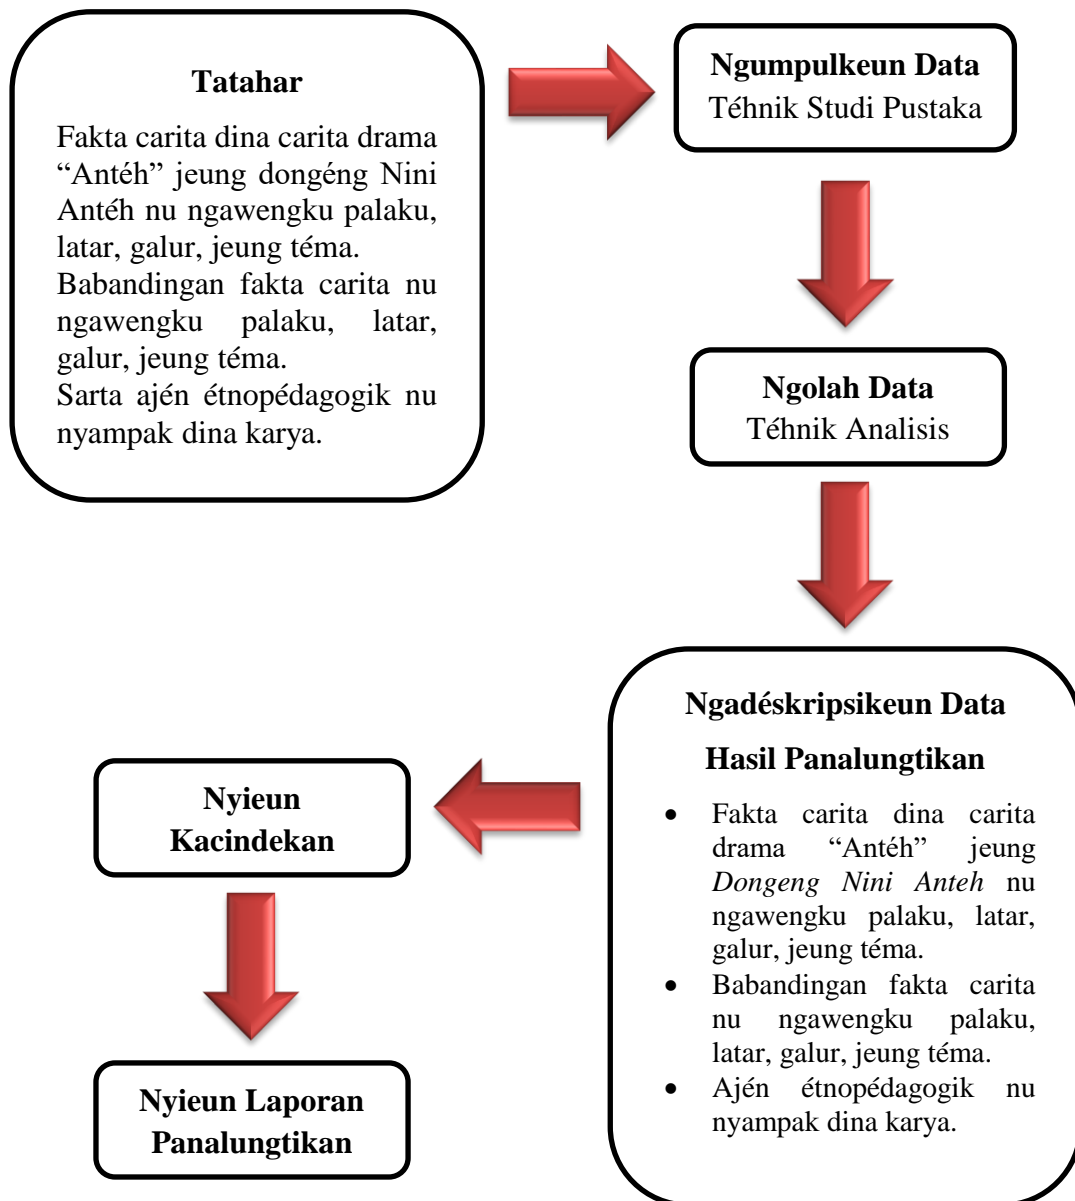 Tatahar
Fakta carita dina carita drama
“Antéh” jeung dongéng Nini
Antéh nu ngawengku palaku,
latar, galur, jeung téma.
Babandingan fakta carita nu
ngawengku palaku, latar,
galur, jeung téma.
Sarta ajén étnopédagogik nu
nyampak dina karya.
Ngumpulkeun Data
Téhnik Studi Pustaka
Ngolah Data
Téhnik Analisis
Ngadéskripsikeun Data
Hasil Panalungtikan
• Fakta carita dina carita
drama “Antéh” jeung
Dongeng Nini Anteh nu
ngawengku palaku, latar,
galur, jeung téma.
• Babandingan fakta carita
nu ngawengku palaku,
latar, galur, jeung téma.
• Ajén étnopédagogik nu
nyampak dina karya.
Nyieun
Kacindekan
Nyieun Laporan
Panalungtikan